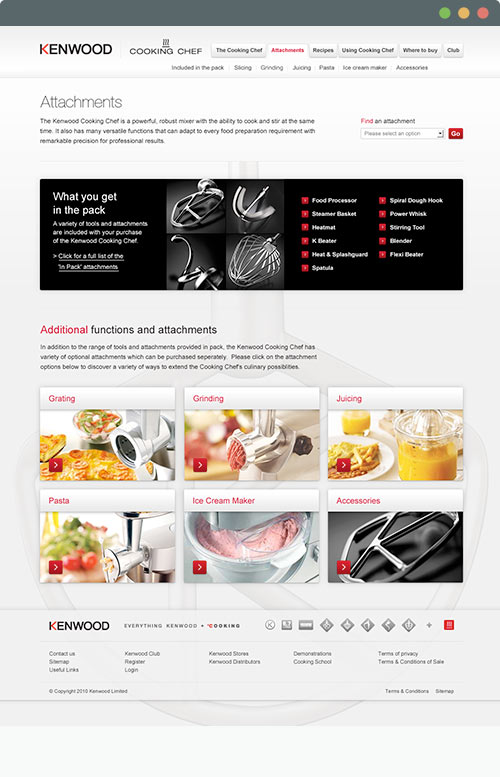 KENWOOD
COOKING CHEF
The Cooking Chef
Attachments
Recipes
Using Cooking Chef
Where to buy
Club
Included in the pack
Slicing
Grinding
Juicing
Pasta
Ice cream maker
Accessories
Attachments
The Kenwood Cooking Chef is a powerful, robust mixer with the ability to cook and stir at the same
time. It also has many versatile functions that can adapt to every food preparation requirement with
remarkable precision for professional results.
Find an attachment
Please select an option
Go
What you get
in the pack
A variety of tools and attachments
are included with your purchase
of the Kenwood Cooking Chef.
> Click for a full list of the
'In Pack' attachments
Food Processor
Steamer Basket
Heatmat
K Beater
Heat & Splashguard
Spatula
Spiral Dough Hook
Power Whisk
Stirring Tool
Blender
Flexi Beater
Additional functions and attachments
In addition to the range of tools and attachments provided in pack, the Kenwood Cooking Chef has
variety of optional attachments which can be purchased seperately. Please click on the attachment
options below to discover a variety of ways to extend the Cooking Chef's culinary possiblities.
Grating
Grinding
Juicing
Pasta
Ice Cream Maker
Accessories
KENWOOD
EVERYTHING KENWOOD + COOKING
Contact us
Sitemap
Useful Links
Kenwood Club
Register
Login
Kenwood Stores
Kenwood Distributors
Demonstrations
Cooking School
Terms of privacy
Terms & Conditions of Sale
© Copyright 2010 Kenwood Limited
Terms & Conditions
Sitemap